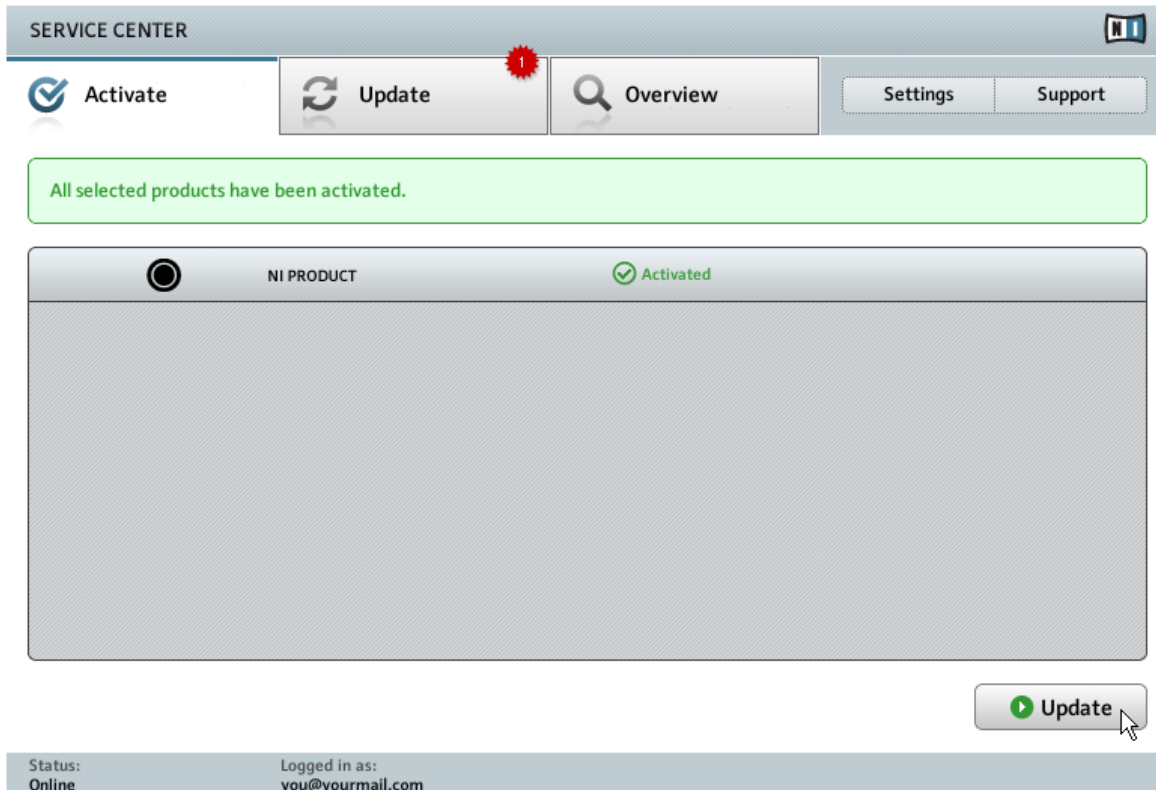 SERVICE CENTER
NI
Activate
Update
1
Overview
Settings
Support
All selected products have been activated.
NI PRODUCT
Activated
Update
Status:
Logged in as:
Online
you@yourmail.com